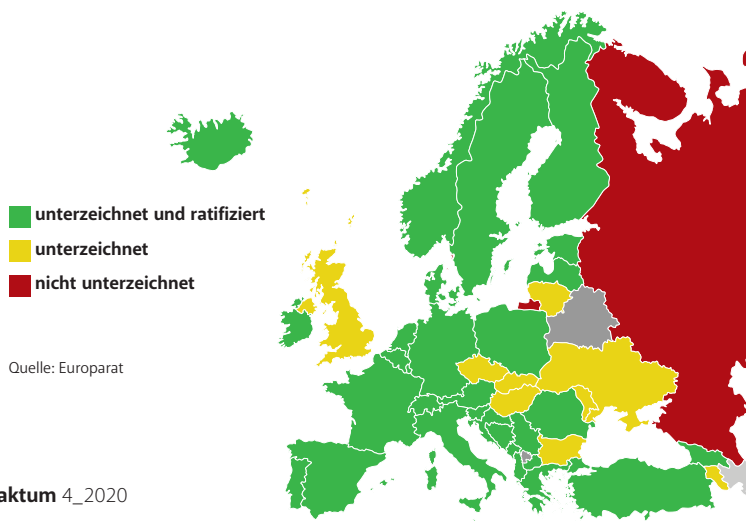 unterzeichnet und ratifiziert
unterzeichnet
nicht unterzeichnet
Quelle: Europarat
aktum 4_2020